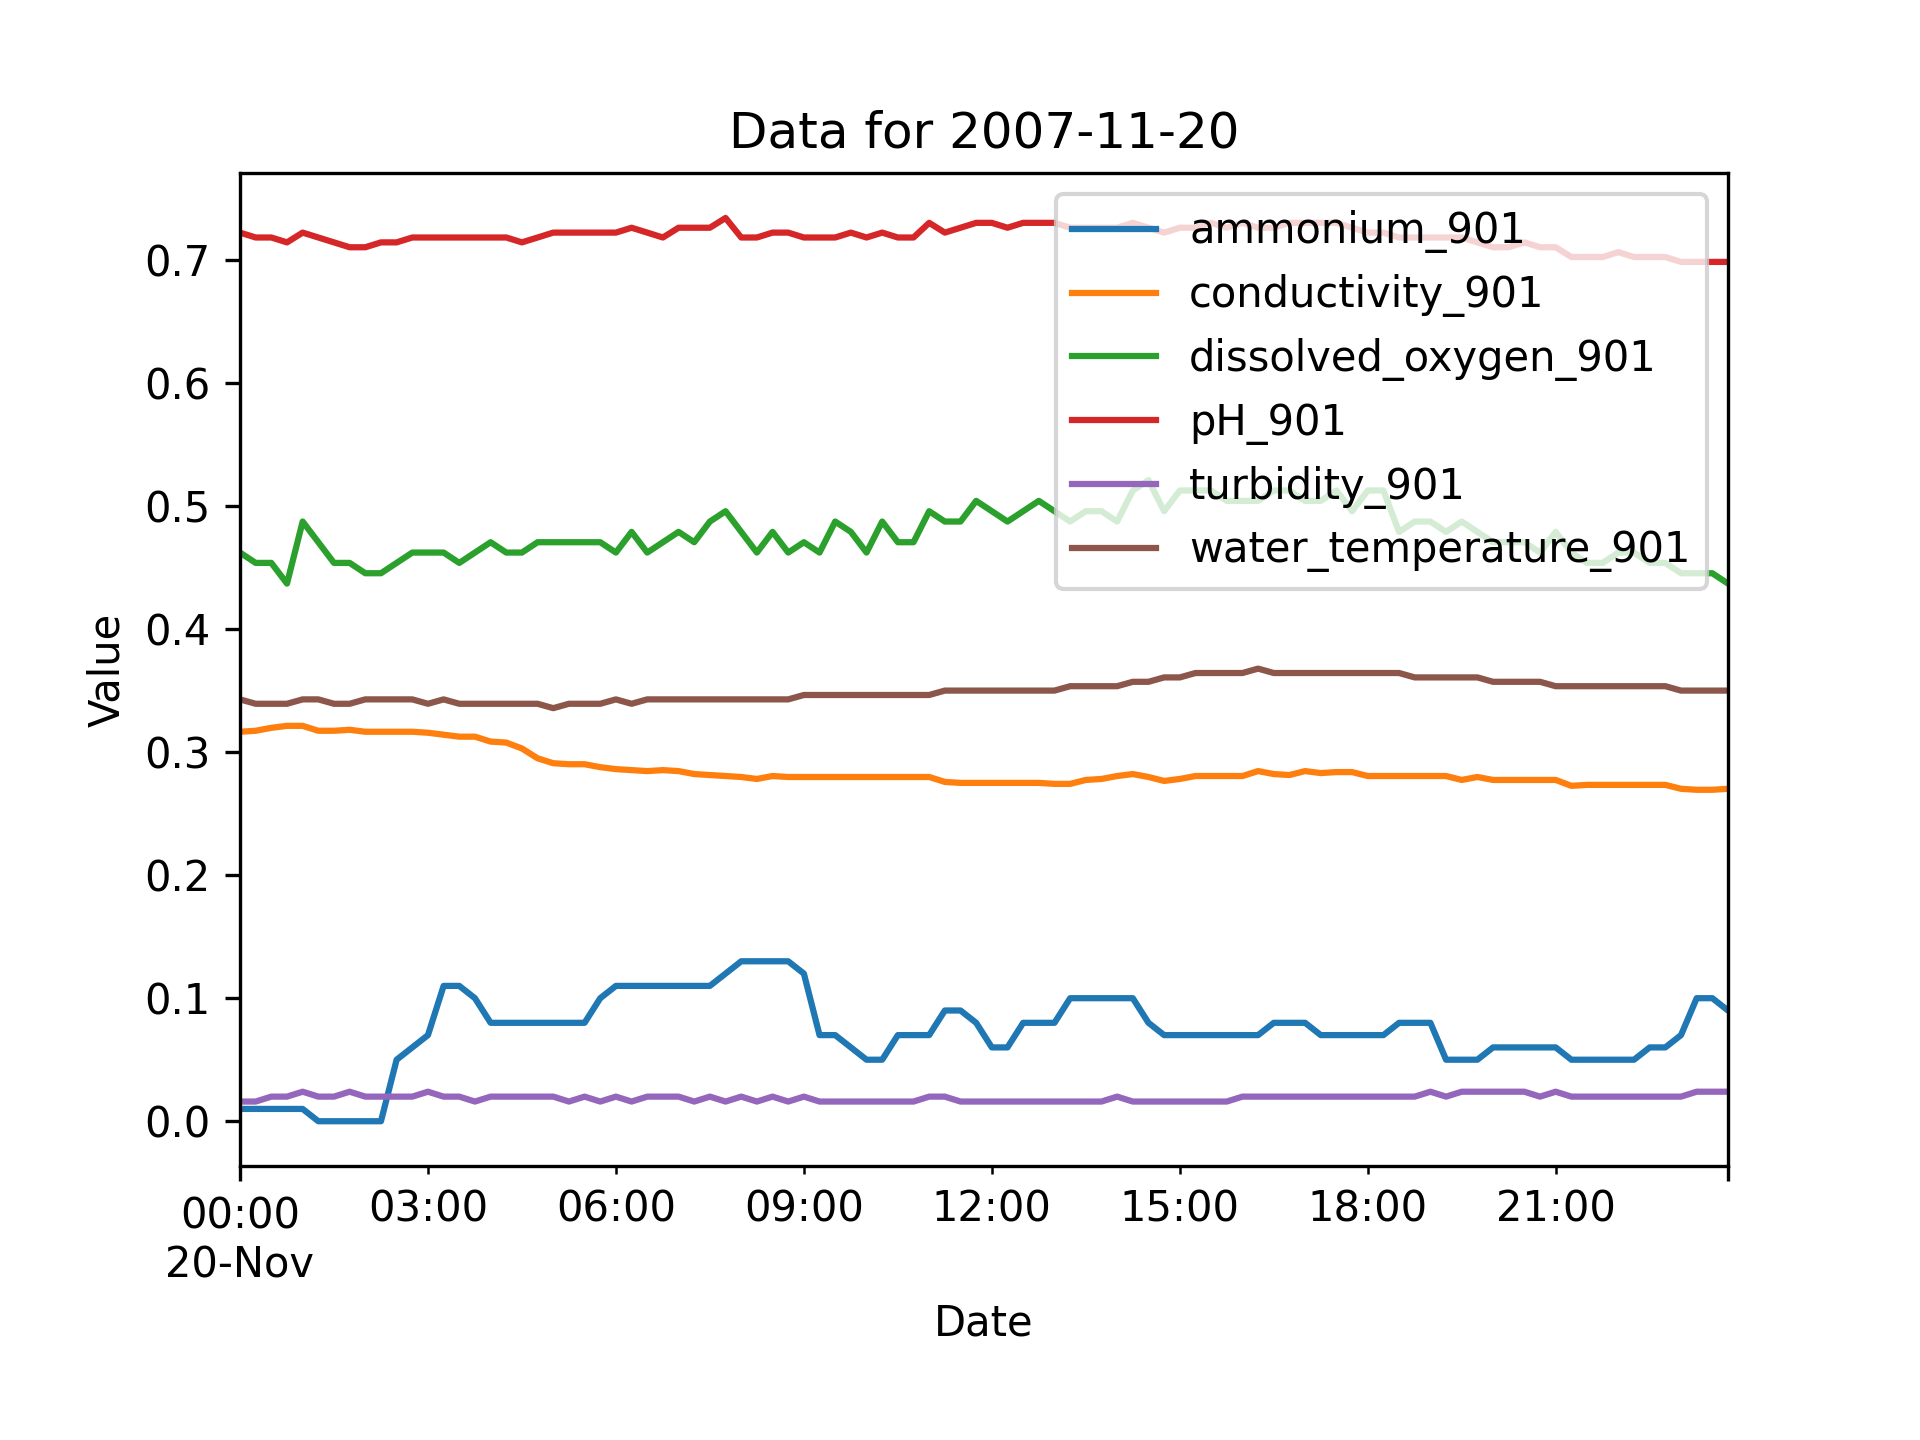 Data for 2007-11-20
ammonium_901
conductivity_901
dissolved_oxygen_901
pH_901
turbidity_901
water_temperature_901
Value
0.7
0.6
0.5
0.4
0.3
0.2
0.1
0.0
00:00 03:00 06:00 09:00 12:00 15:00 18:00 21:00
20-Nov
Date